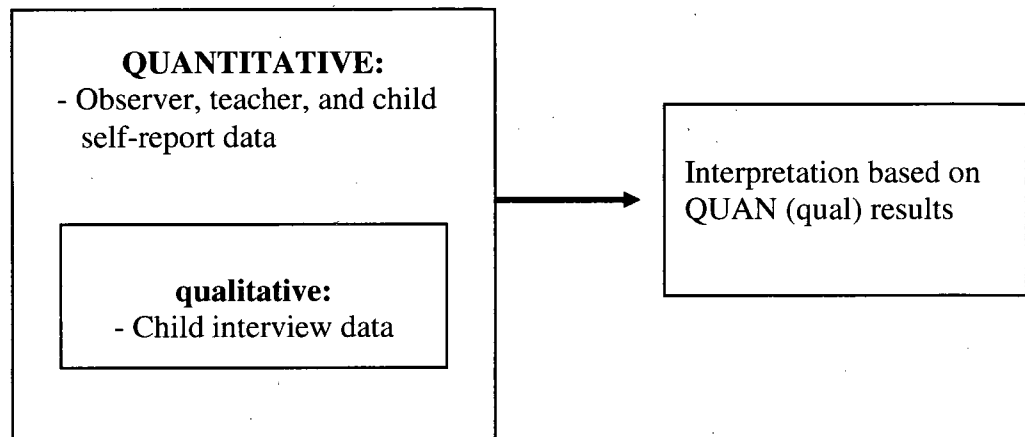 QUANTITATIVE:
- Observer, teacher, and child
self-report data
qualitative:
- Child interview data
Interpretation based on
QUAN (qual) results